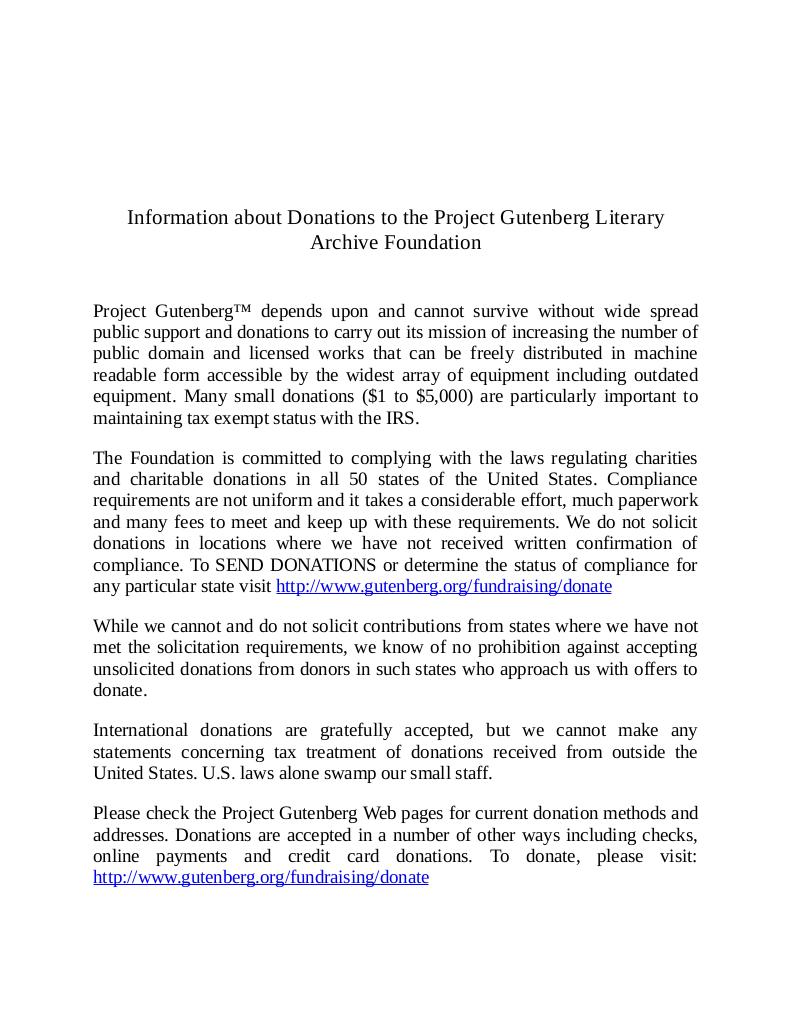 Information about Donations to the Project Gutenberg Literary
Archive Foundation
Project Gutenberg™ depends upon and cannot survive without wide spread
public support and donations to carry out its mission of increasing the number of
public domain and licensed works that can be freely distributed in machine
readable form accessible by the widest array of equipment including outdated
equipment. Many small donations ($1 to $5,000) are particularly important to
maintaining tax exempt status with the IRS.
The Foundation is committed to complying with the laws regulating charities
and charitable donations in all 50 states of the United States. Compliance
requirements are not uniform and it takes a considerable effort, much paperwork
and many fees to meet and keep up with these requirements. We do not solicit
donations in locations where we have not received written confirmation of
compliance. To SEND DONATIONS or determine the status of compliance for
any particular state visit http://www.gutenberg.org/fundraising/donate
While we cannot and do not solicit contributions from states where we have not
met the solicitation requirements, we know of no prohibition against accepting
unsolicited donations from donors in such states who approach us with offers to
donate.
International donations are gratefully accepted, but we cannot make any
statements concerning tax treatment of donations received from outside the
United States. U.S. laws alone swamp our small staff.
Please check the Project Gutenberg Web pages for current donation methods and
addresses. Donations are accepted in a number of other ways including checks,
online payments and credit card donations. To donate, please visit:
http://www.gutenberg.org/fundraising/donate